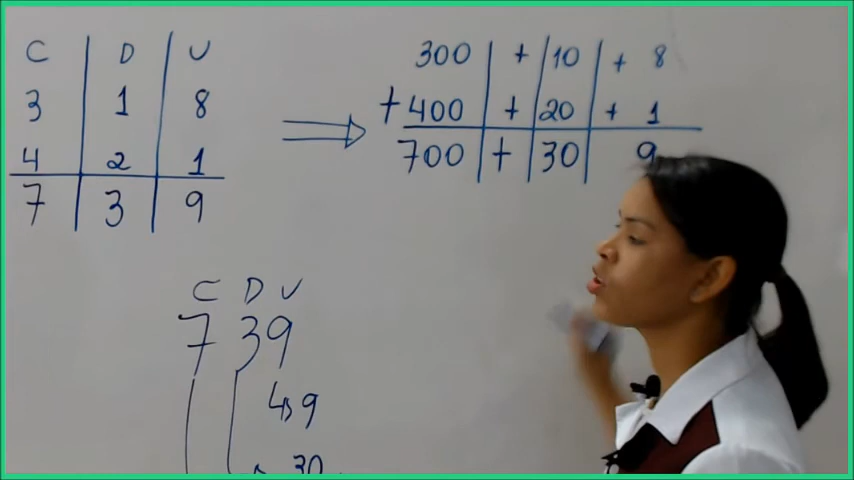 C D U
3 1 8
4 2 1
7 3 9
300 + 10 + 8
+ 400 + 20 + 1
700 + 30 9
C D U
7 3 9
↳ 9
↳ 30